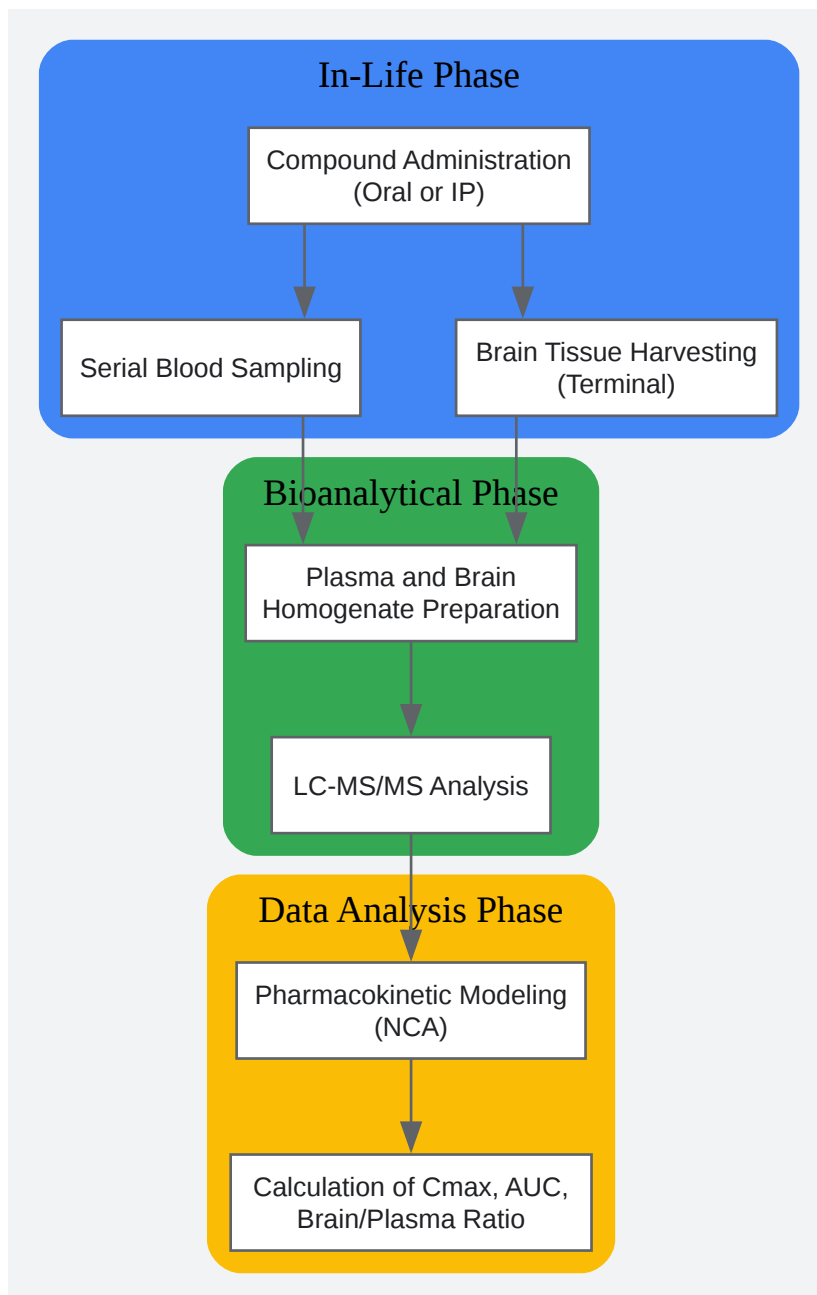 In-Life Phase
Compound Administration
(Oral or IP)
Serial Blood Sampling
Brain Tissue Harvesting
(Terminal)
Bioanalytical Phase
Plasma and Brain
Homogenate Preparation
LC-MS/MS Analysis
Data Analysis Phase
Pharmacokinetic Modeling
(NCA)
Calculation of Cmax, AUC,
Brain/Plasma Ratio